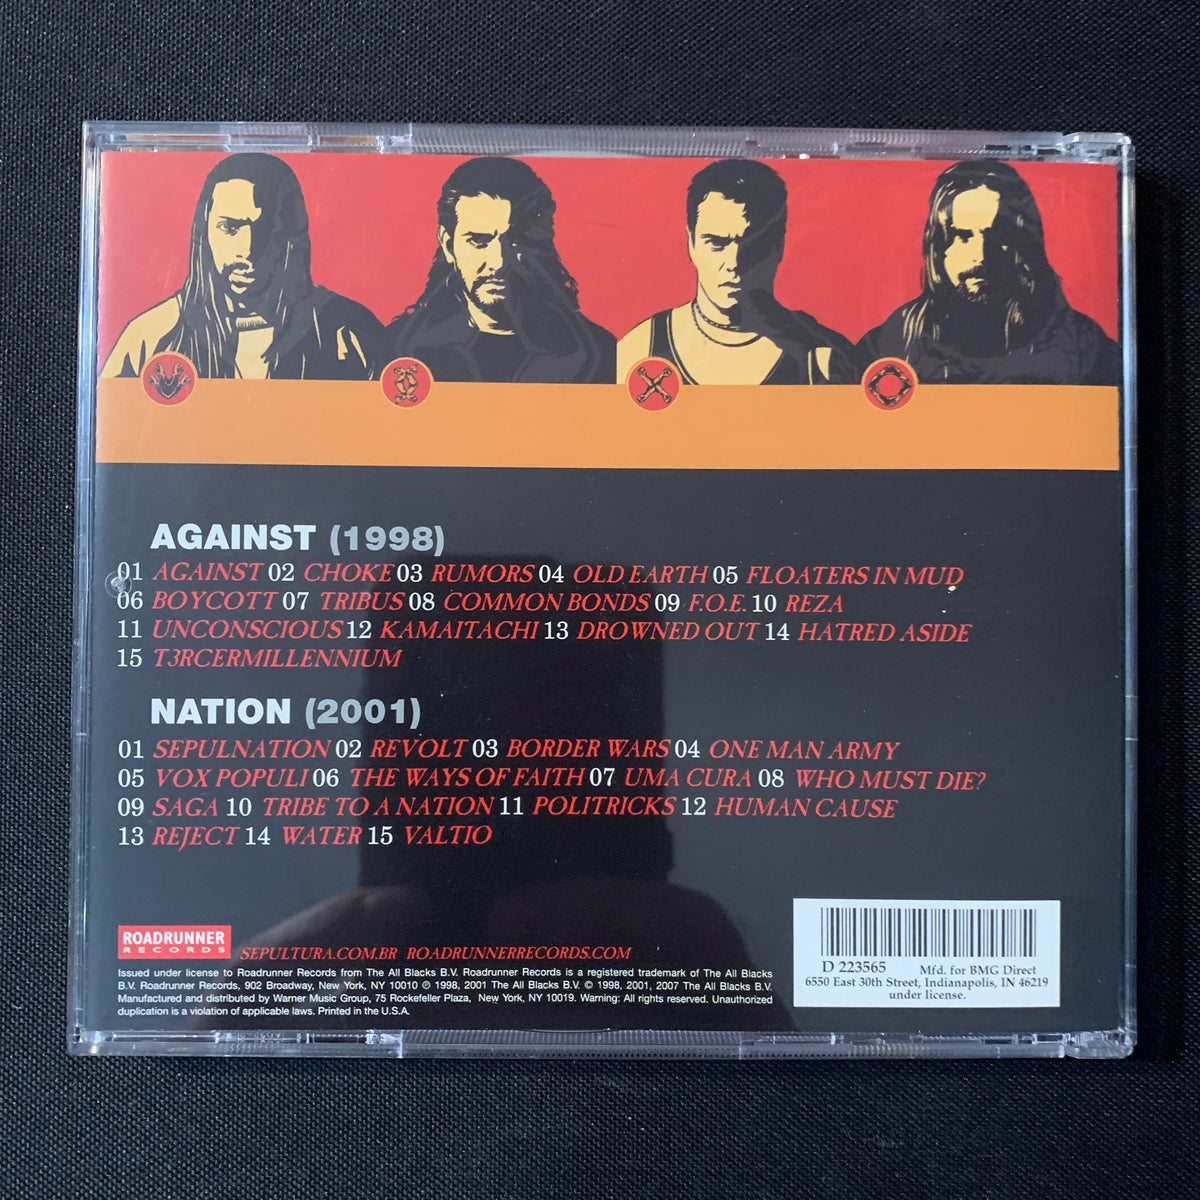 AGAINST (1998)
01 AGAINST 02 CHOKE 03 RUMORS 04 OLD EARTH 05 FLOATERS IN MUD
06 BOYCOTT 07 TRIBUS 08 COMMON BONDS 09 F.O.E. 10 REZA
11 UNCONSCIOUS 12 KAMAITACHI 13 DROWNED OUT 14 HATRED ASIDE
15 T3RCERMILLENNIUM
NATION (2001)
01 SEPULNATION 02 REVOLT 03 BORDER WARS 04 ONE MAN ARMY
05 VOX POPULI 06 THE WAYS OF FAITH 07 UMA CURA 08 WHO MUST DIE?
09 SAGA 10 TRIBE TO A NATION 11 POLITRICKS 12 HUMAN CAUSE
13 REJECT 14 WATER 15 VALTIO
ROADRUNNER
RECORDS
SEPULTURA.COM.BR ROADRUNNERRECORDS.COM
Issued under license to Roadrunner Records from The All Blacks B.V. Roadrunner Records is a registered trademark of The All Blacks
B.V. Roadrunner Records, 902 Broadway, New York, NY 10010 ℗ 1998, 2001 The All Blacks B.V. © 1998, 2001, 2007 The All Blacks B.V.
Manufactured and distributed by Warner Music Group, 75 Rockefeller Plaza, New York, NY 10019. Warning: All rights reserved. Unauthorized
duplication is a violation of applicable laws. Printed in the U.S.A.
D 223565 Mfd. for BMG Direct
6550 East 30th Street, Indianapolis, IN 46219
under license.